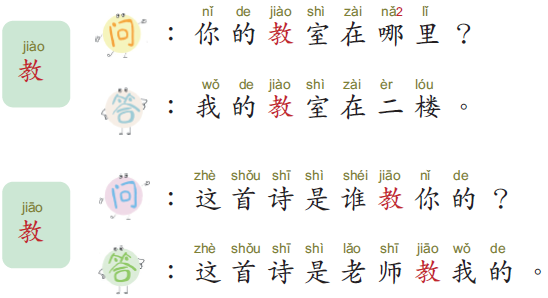 jiào
教
nǐ de jiào shì zài nǎ2 lǐ
问：你的教室在哪里？
wǒ de jiào shì zài èr lóu
答：我的教室在二楼。
jiāo
教
zhè shǒu shī shì shéi jiāo nǐ de
问：这首诗是谁教你的？
zhè shǒu shī shì lǎo shī jiāo wǒ de
答：这首诗是老师教我的。